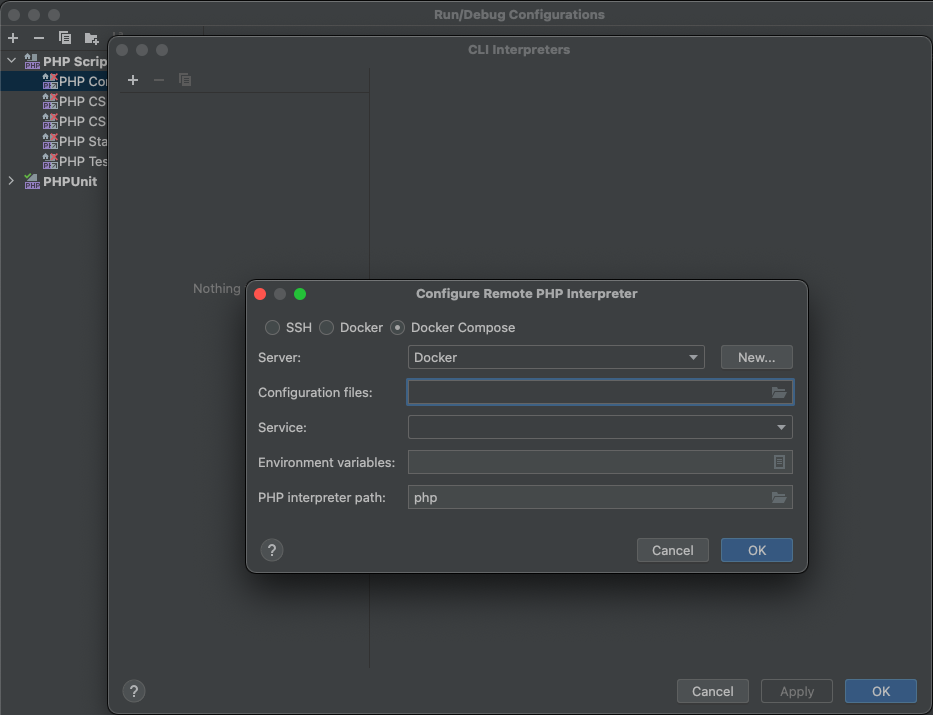 Run/Debug Configurations
CLI Interpreters
PHP Scrip
PHP Co
PHP CS
PHP CS
PHP Sta
PHP Tes
PHPUnit
Nothing
Configure Remote PHP Interpreter
SSH Docker Docker Compose
Server: Docker New...
Configuration files:
Service:
Environment variables:
PHP interpreter path: php
? Cancel OK
? Cancel Apply OK